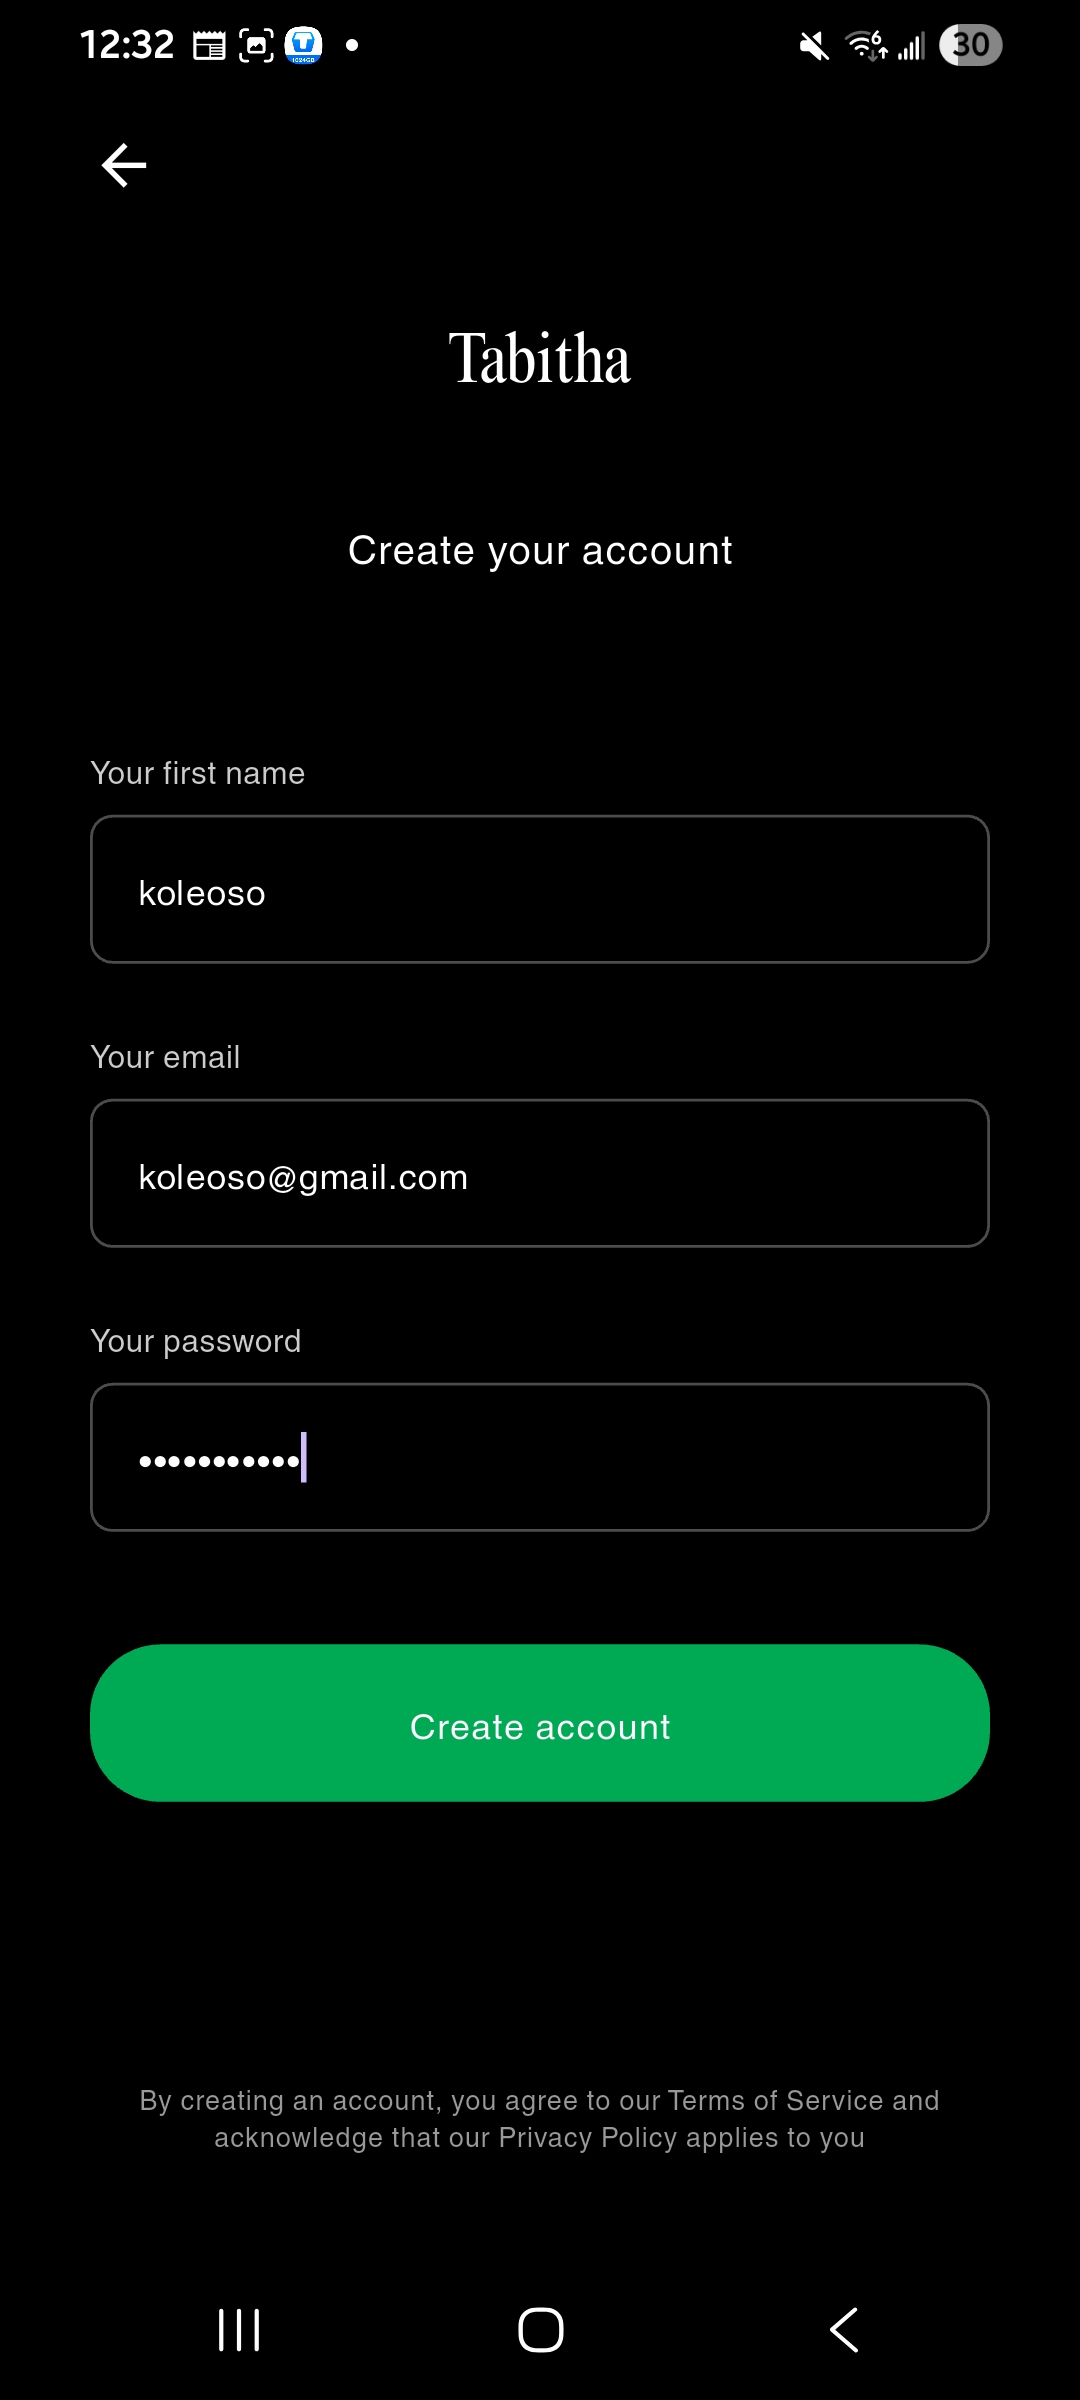 12:32
6
30
Tabitha
Create your account
Your first name
koleoso
Your email
koleoso@gmail.com
Your password
•••••••••••
Create account
By creating an account, you agree to our Terms of Service and
acknowledge that our Privacy Policy applies to you